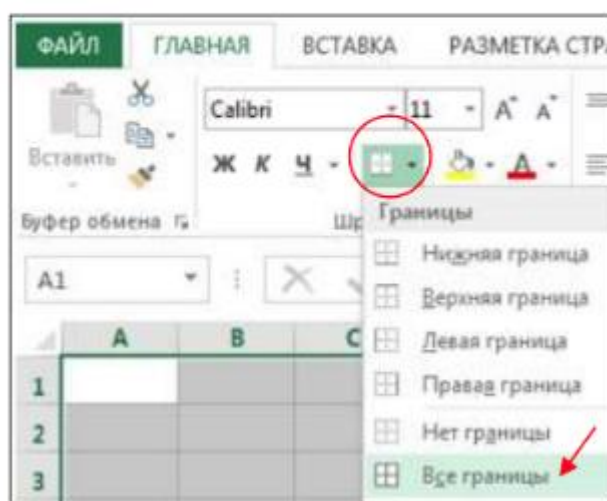 ФАЙЛ ГЛАВНАЯ ВСТАВКА РАЗМЕТКА СТРА
Calibri 11 A A
Вставить Ж К Ч А
Буфер обмена Шр
Границы
A1
Нижняя граница
Верхняя граница
Левая граница
Правая граница
Нет границы
Все границы
A B C
1
2
3